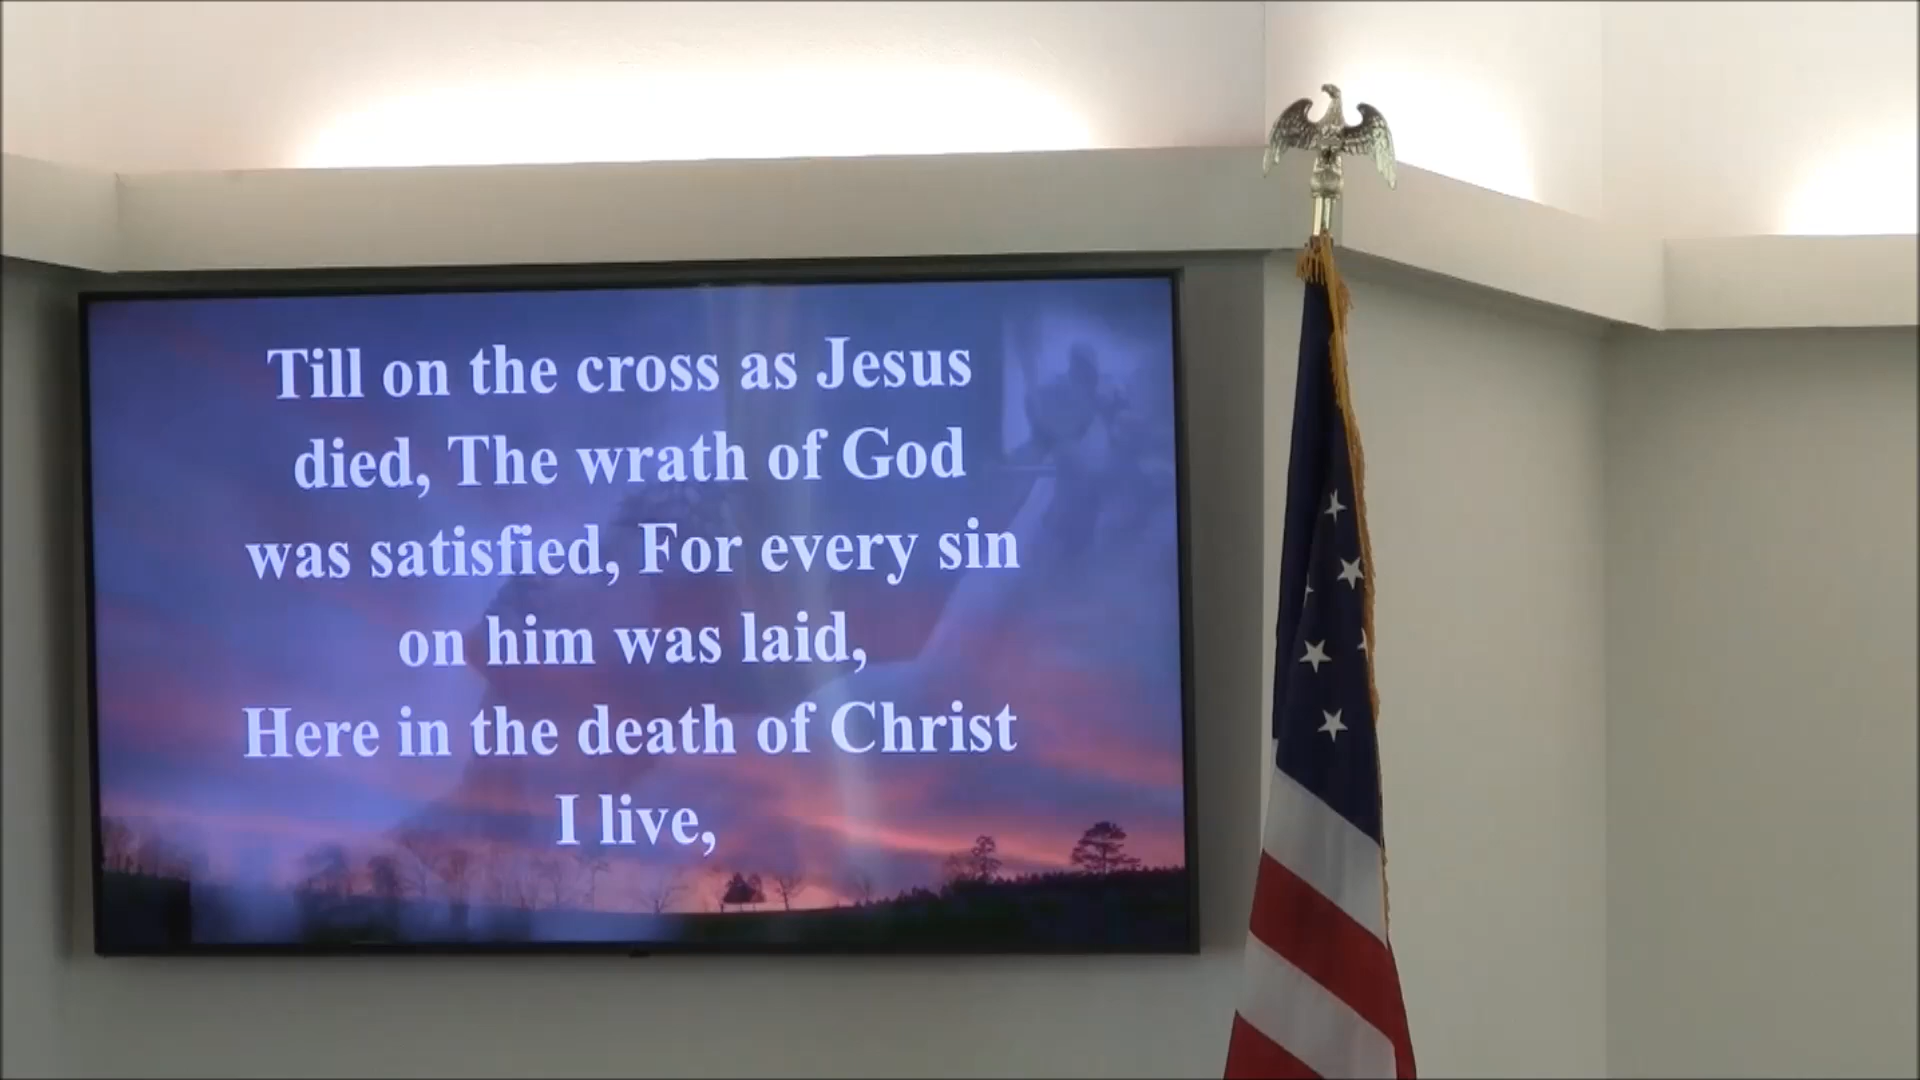 Till on the cross as Jesus
died, The wrath of God
was satisfied, For every sin
on him was laid,
Here in the death of Christ
I live,